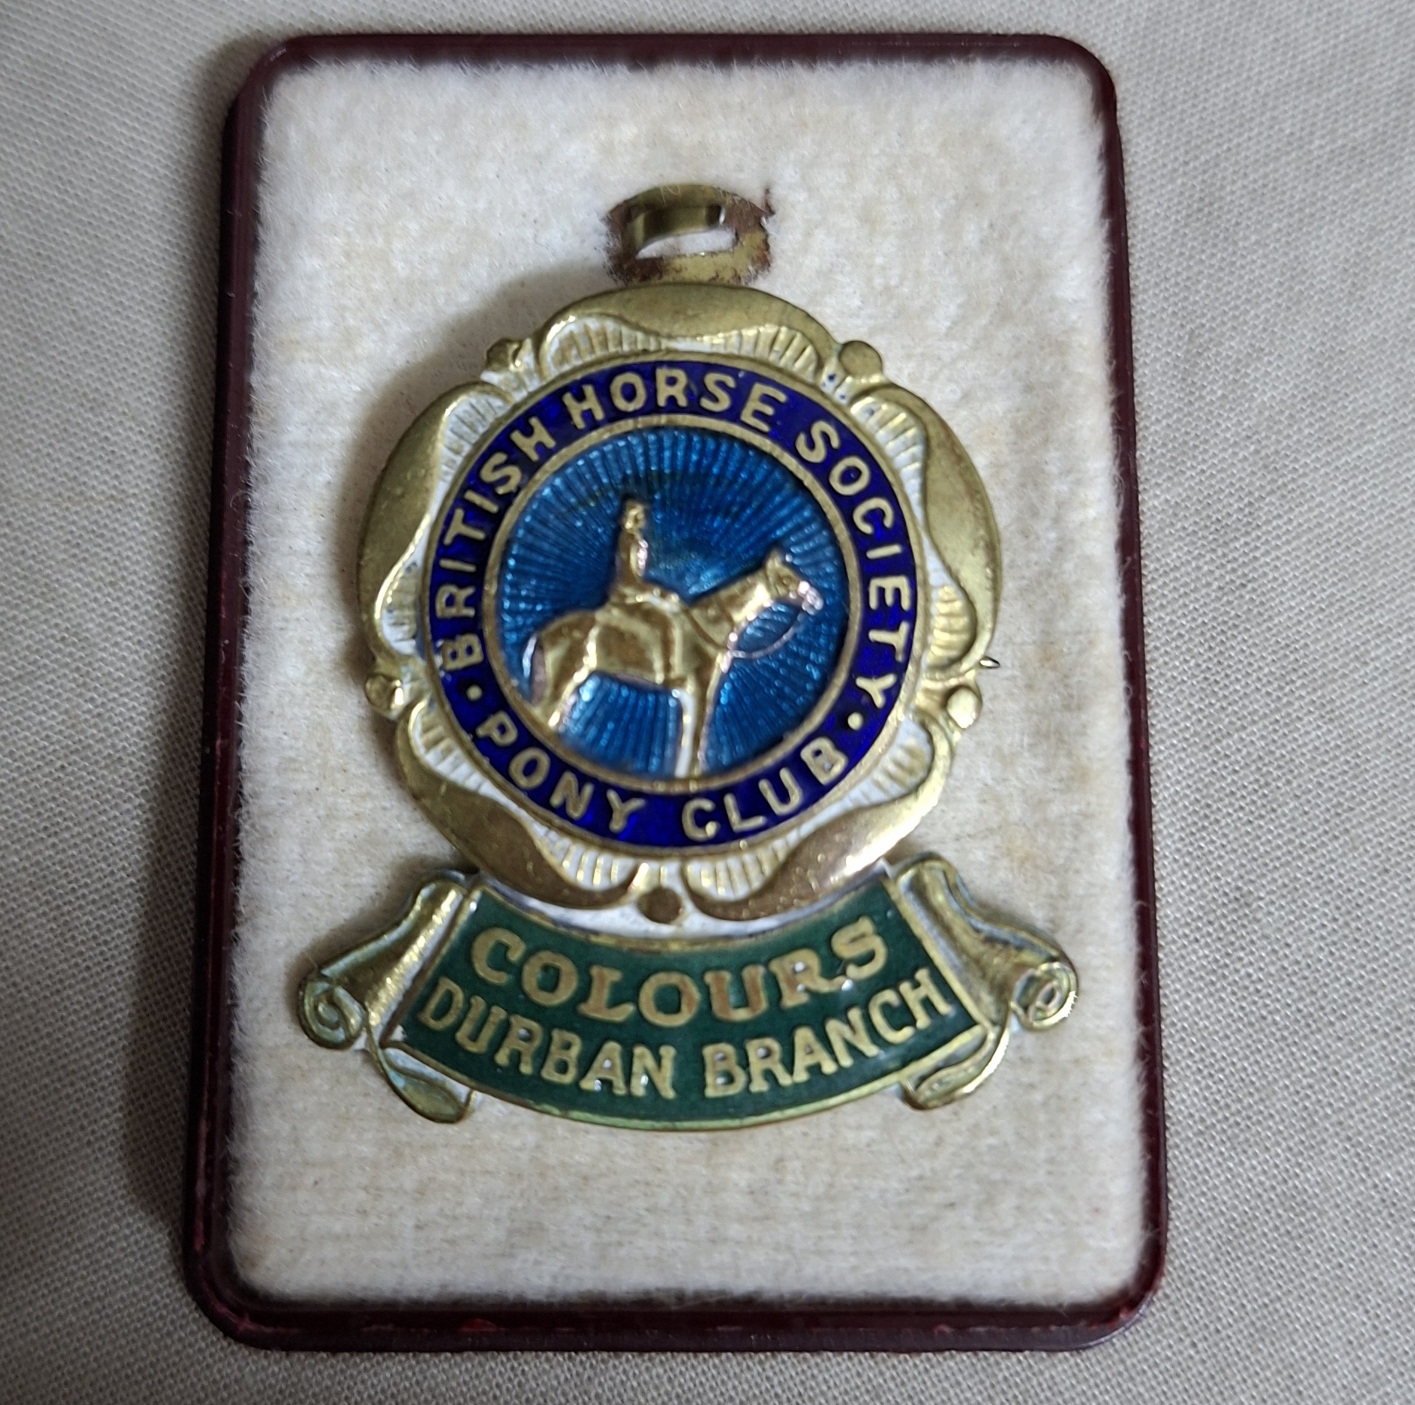 BRITISH HORSE SOCIETY
• PONY CLUB •
COLOURS
DURBAN BRANCH